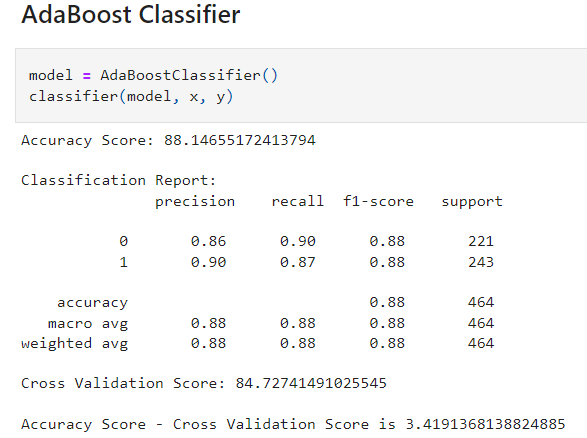 AdaBoost Classifier
model = AdaBoostClassifier()
classifier(model, x, y)
Accuracy Score: 88.14655172413794
Classification Report:
precision recall f1-score support
0 0.86 0.90 0.88 221
1 0.90 0.87 0.88 243
accuracy 0.88 464
macro avg 0.88 0.88 0.88 464
weighted avg 0.88 0.88 0.88 464
Cross Validation Score: 84.72741491025545
Accuracy Score - Cross Validation Score is 3.4191368138824885